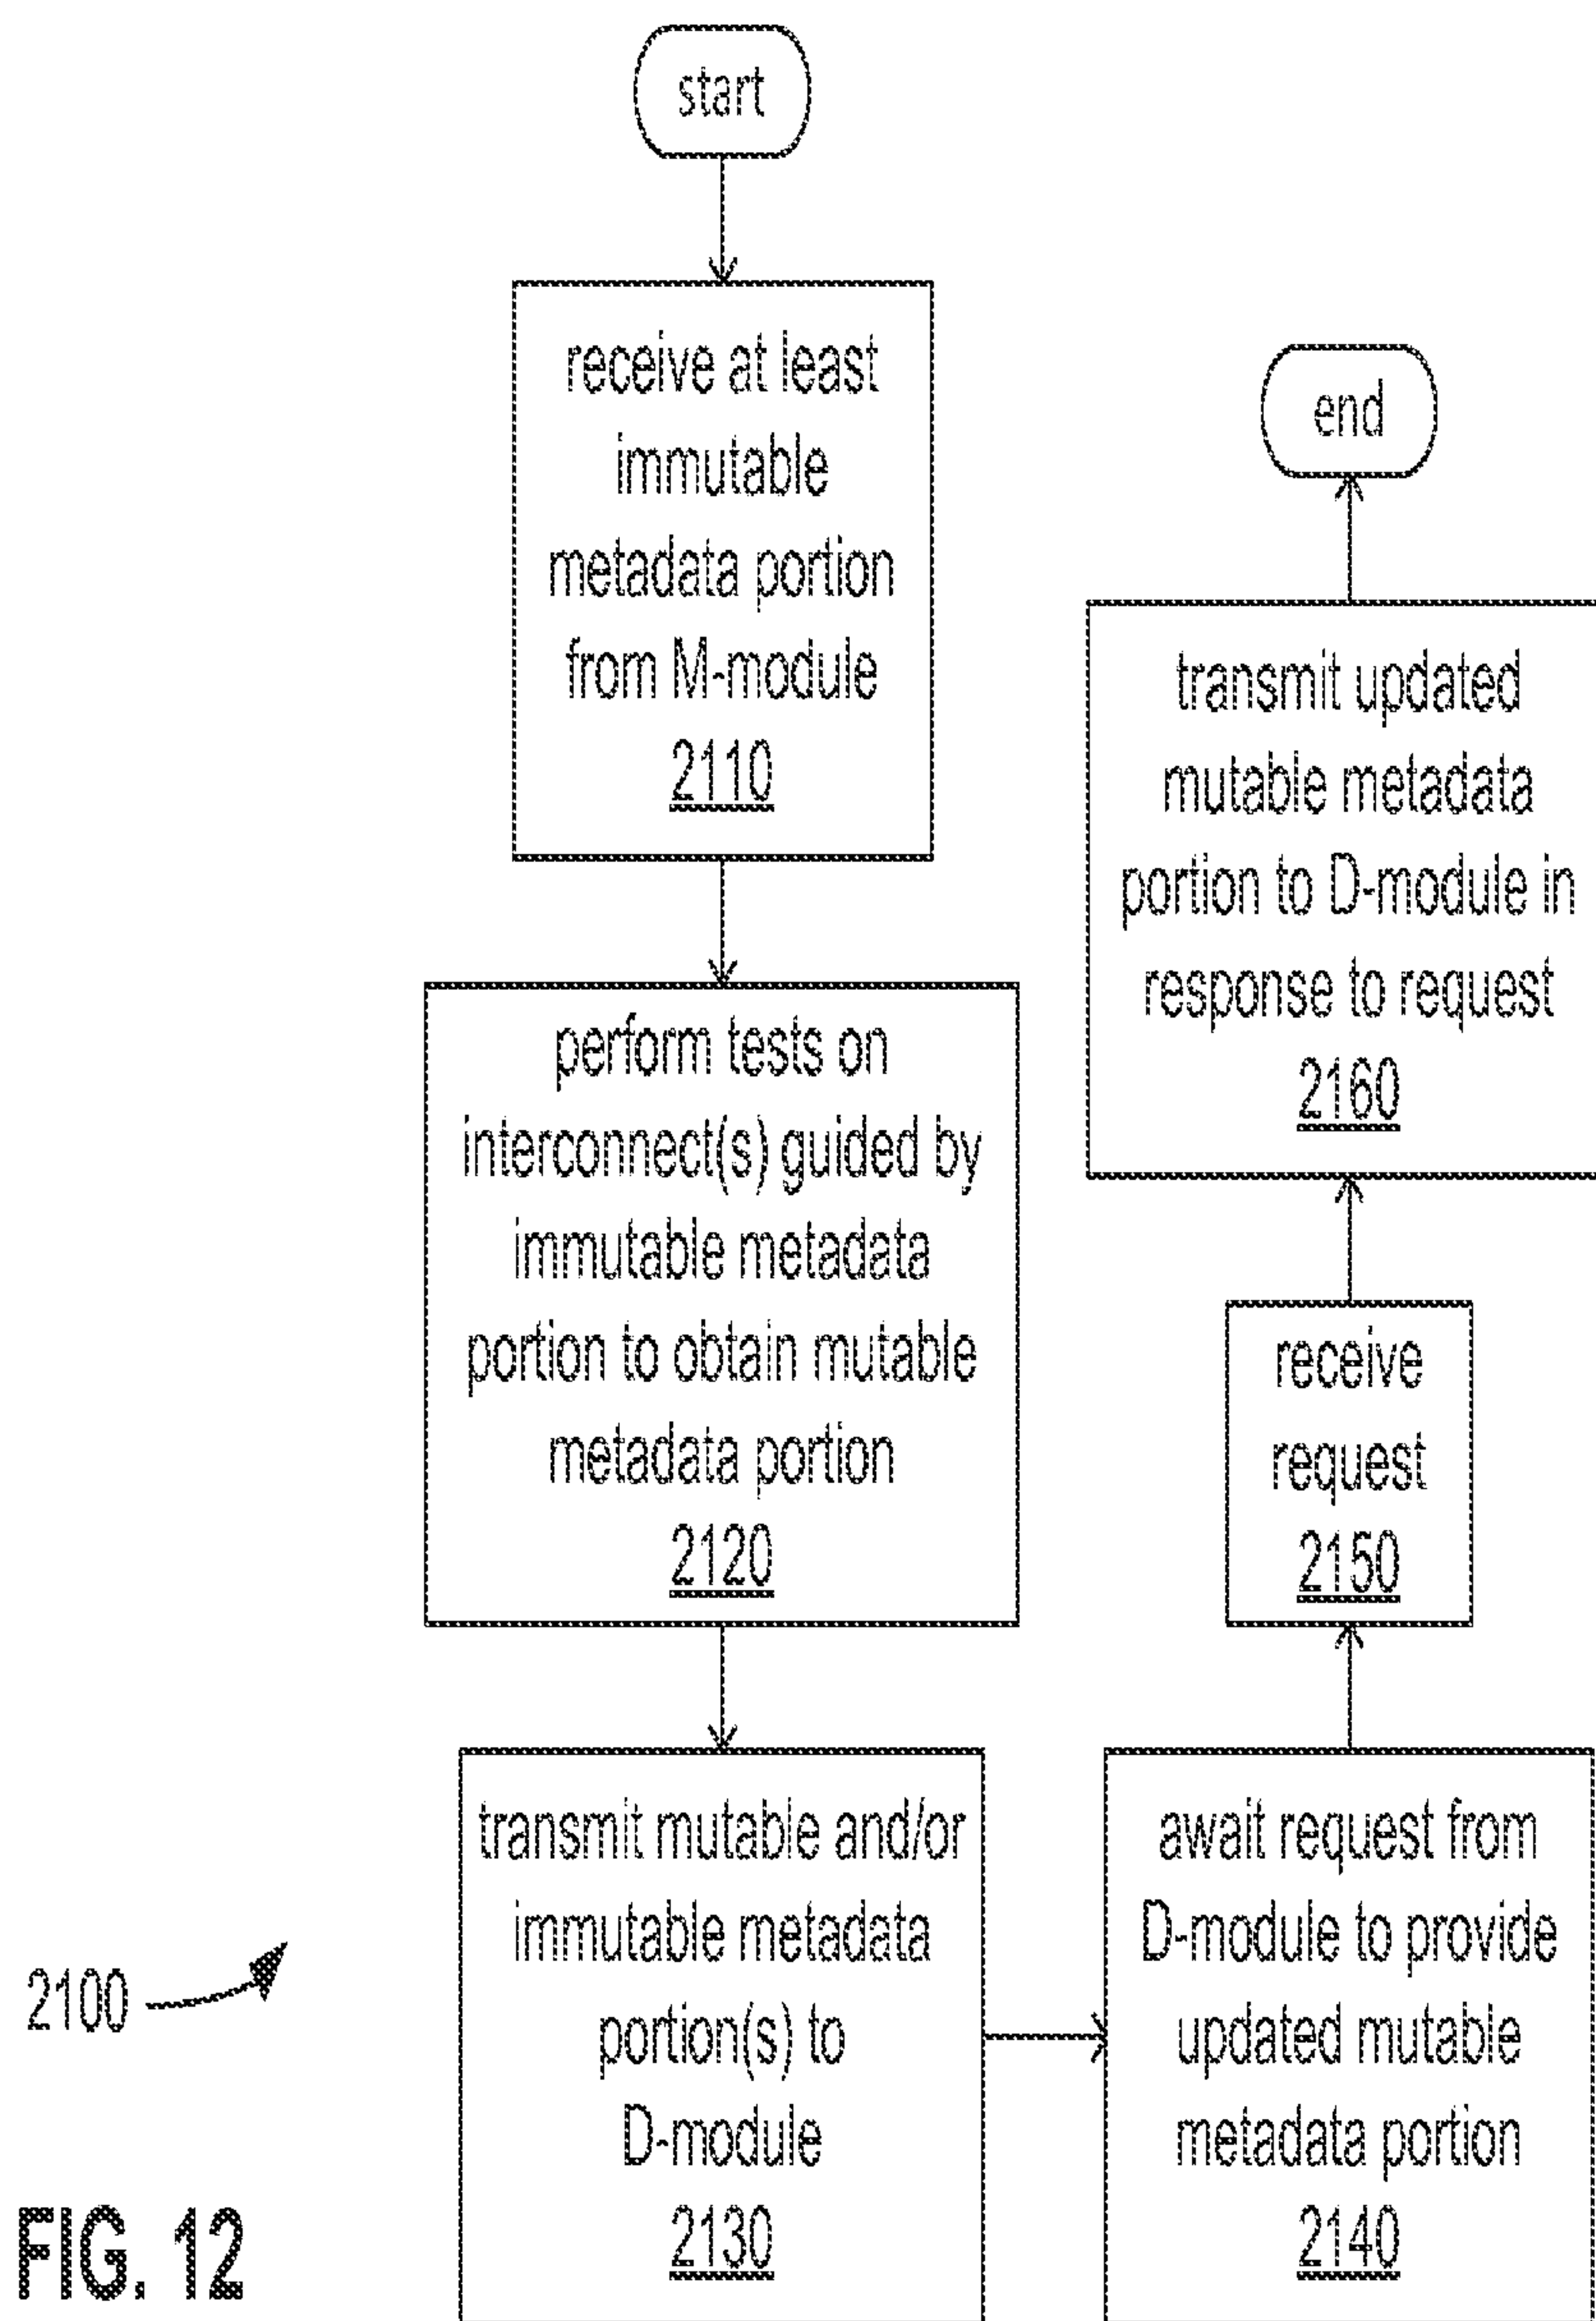 start
receive at least
immutable
metadata portion
from M-module
2110
perform tests on
interconnect(s) guided by
immutable metadata
portion to obtain mutable
metadata portion
2120
transmit mutable and/or
immutable metadata
portion(s) to
D-module
2130
await request from
D-module to provide
updated mutable
metadata portion
2140
receive
request
2150
transmit updated
mutable metadata
portion to D-module in
response to request
2160
end
2100
FIG. 12